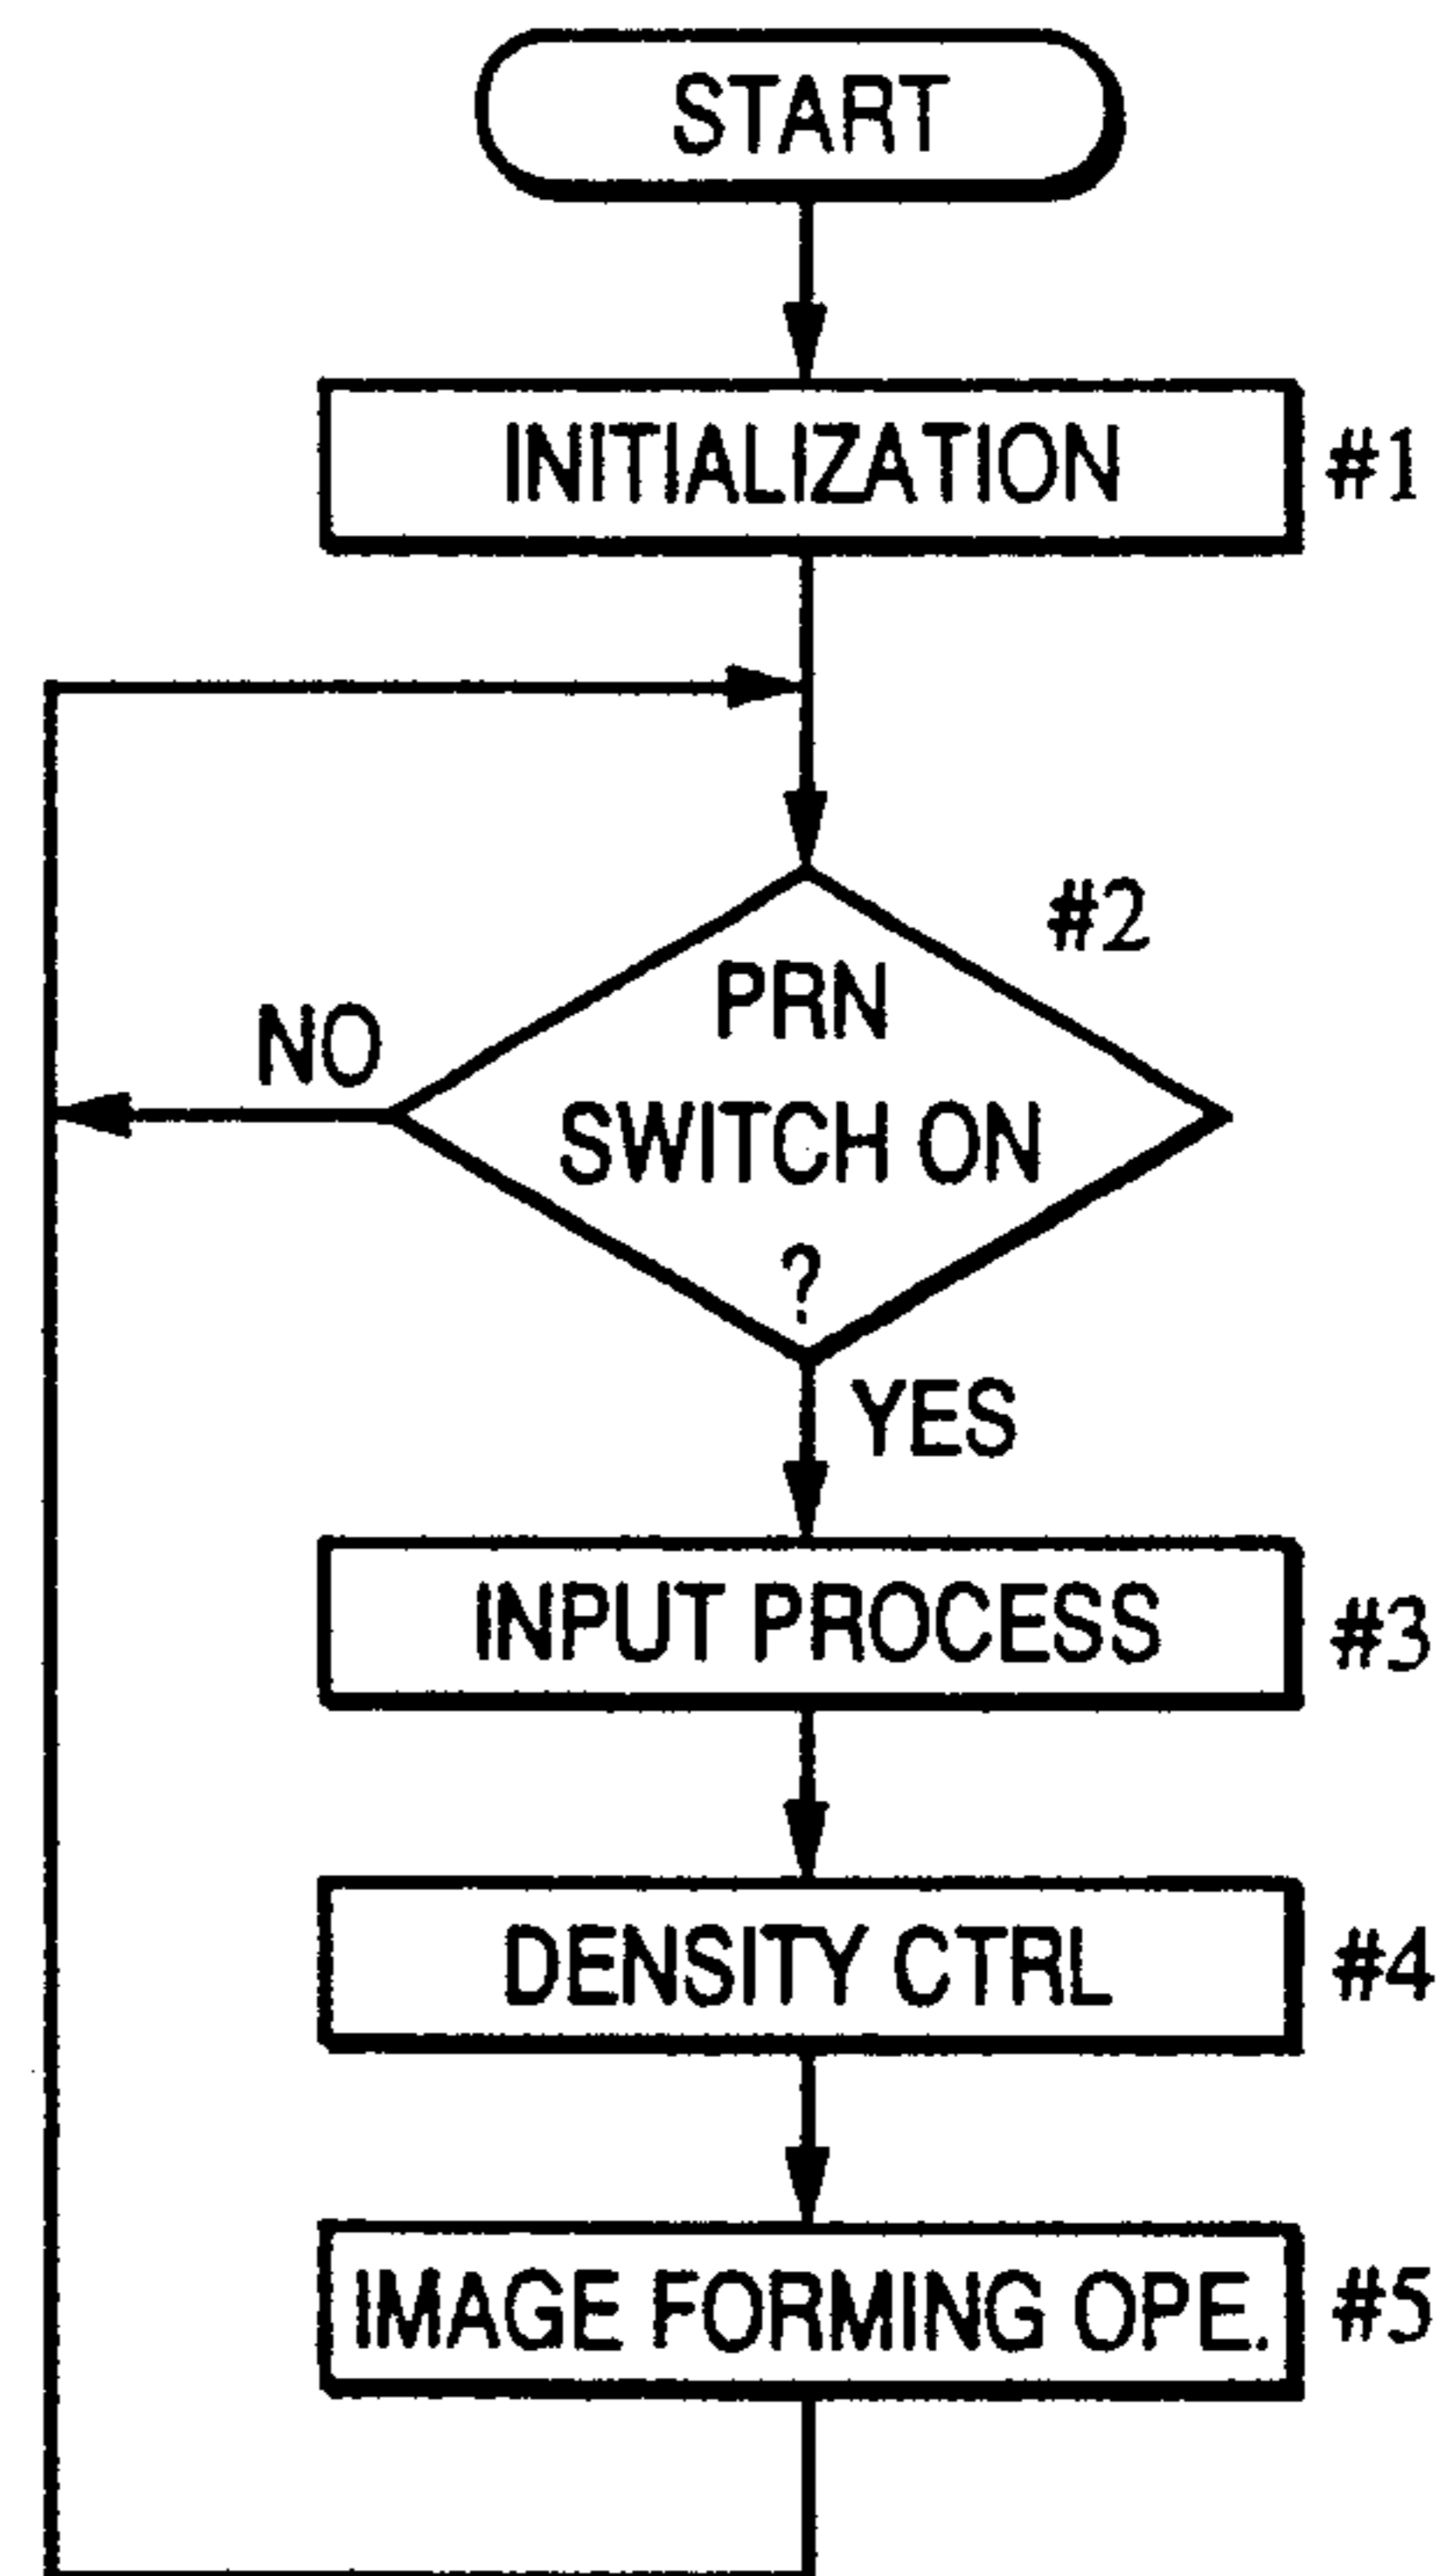 START
INITIALIZATION #1
#2
PRN
SWITCH ON
?
NO
YES
INPUT PROCESS #3
DENSITY CTRL #4
IMAGE FORMING OPE. #5